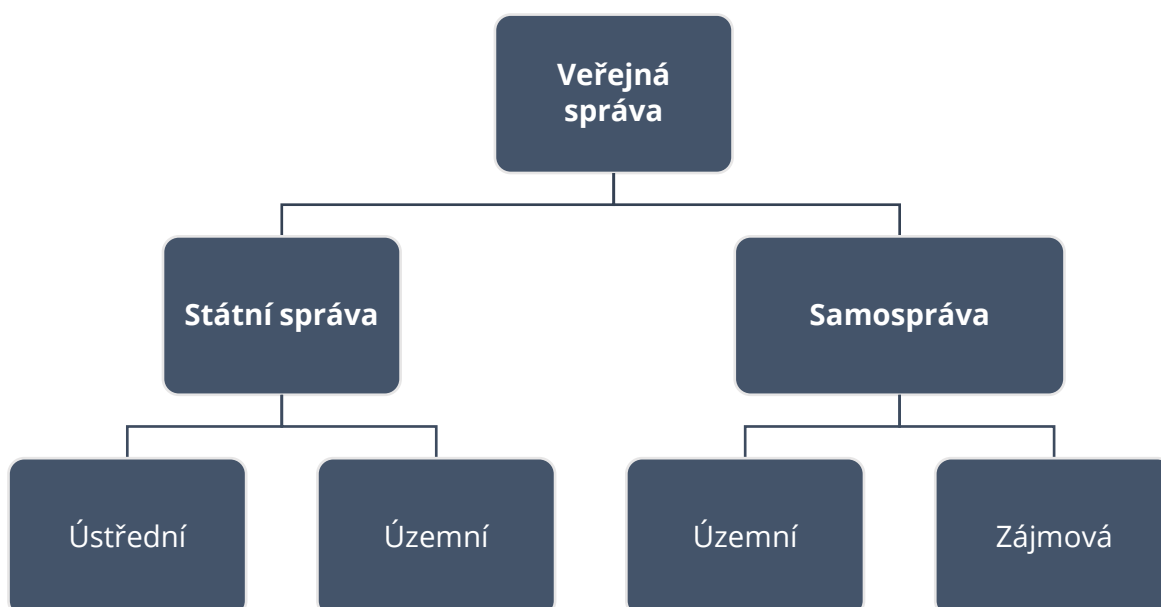 Veřejná
správa
Státní správa
Samospráva
Ústřední
Územní
Územní
Zájmová